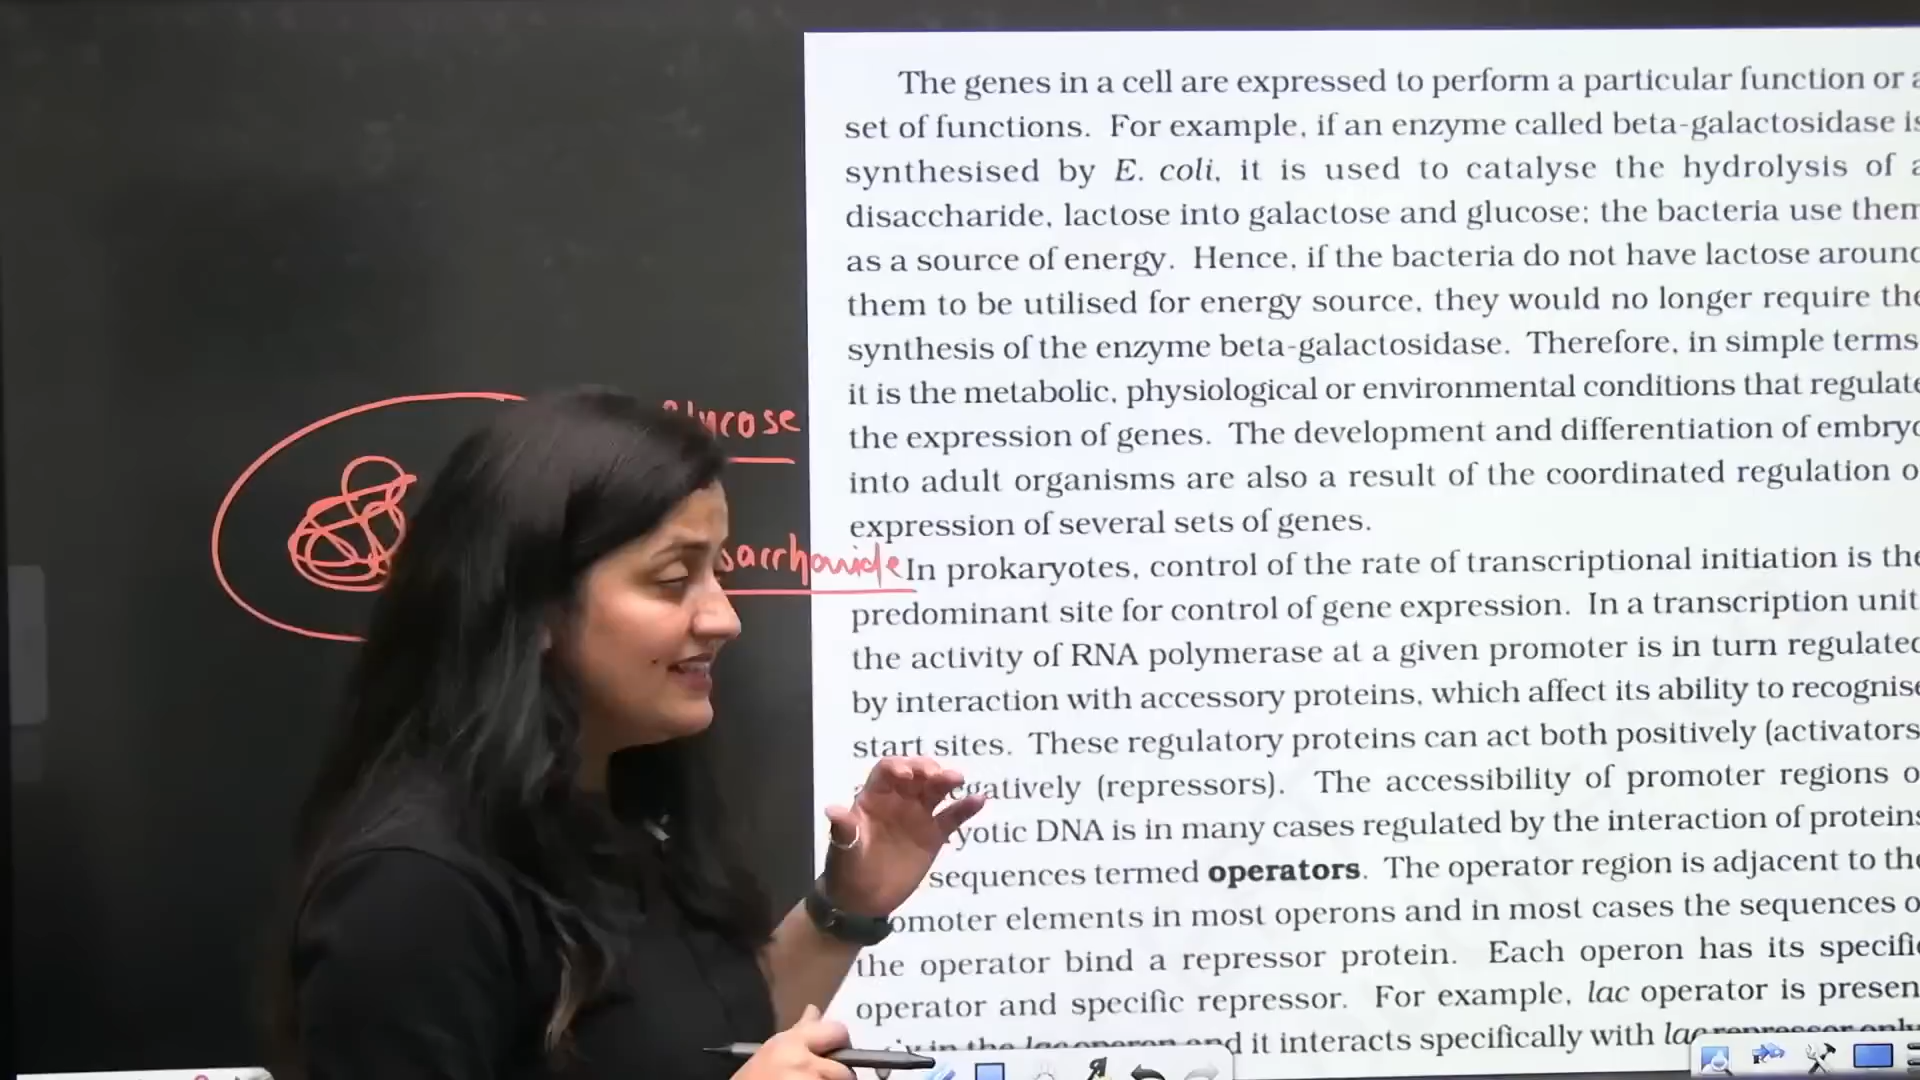 The genes in a cell are expressed to perform a particular function or a
set of functions. For example, if an enzyme called beta-galactosidase is
synthesised by E. coli, it is used to catalyse the hydrolysis of a
disaccharide, lactose into galactose and glucose; the bacteria use them
as a source of energy. Hence, if the bacteria do not have lactose around
them to be utilised for energy source, they would no longer require the
synthesis of the enzyme beta-galactosidase. Therefore, in simple terms
it is the metabolic, physiological or environmental conditions that regulate
the expression of genes. The development and differentiation of embryo
into adult organisms are also a result of the coordinated regulation o
expression of several sets of genes.
In prokaryotes, control of the rate of transcriptional initiation is the
predominant site for control of gene expression. In a transcription unit
the activity of RNA polymerase at a given promoter is in turn regulated
by interaction with accessory proteins, which affect its ability to recognise
start sites. These regulatory proteins can act both positively (activators
egatively (repressors). The accessibility of promoter regions o
yotic DNA is in many cases regulated by the interaction of proteins
sequences termed operators. The operator region is adjacent to the
omoter elements in most operons and in most cases the sequences o
the operator bind a repressor protein. Each operon has its specific
operator and specific repressor. For example, lac operator is presen
in the lac operon and it interacts specifically with lac repressor only
glucose
saccharide